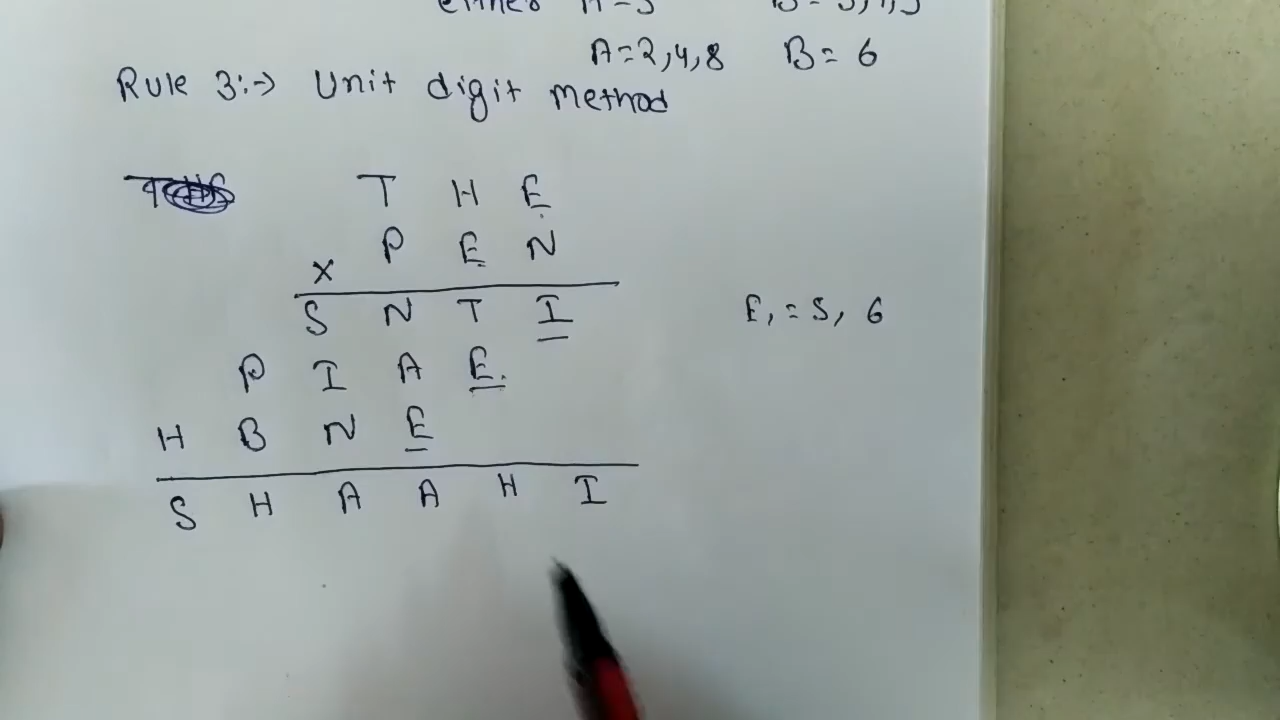 A=2,4,8 B= 6
Rule 3:-> Unit digit method
T H E
x P E N
S N T I
E, = 5, 6
P I A E.
H B N E
S H A A H I